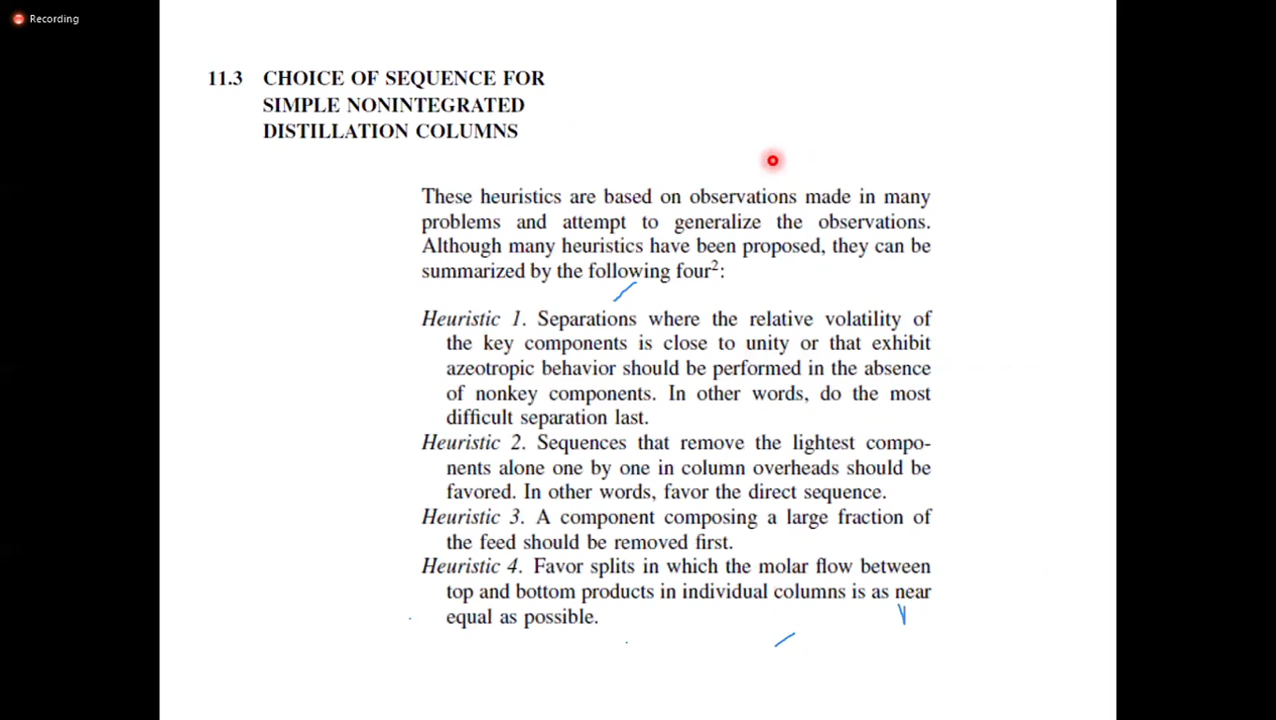 Recording
11.3 CHOICE OF SEQUENCE FOR
SIMPLE NONINTEGRATED
DISTILLATION COLUMNS
These heuristics are based on observations made in many
problems and attempt to generalize the observations.
Although many heuristics have been proposed, they can be
summarized by the following four²:
Heuristic 1. Separations where the relative volatility of
the key components is close to unity or that exhibit
azeotropic behavior should be performed in the absence
of nonkey components. In other words, do the most
difficult separation last.
Heuristic 2. Sequences that remove the lightest compo-
nents alone one by one in column overheads should be
favored. In other words, favor the direct sequence.
Heuristic 3. A component composing a large fraction of
the feed should be removed first.
Heuristic 4. Favor splits in which the molar flow between
top and bottom products in individual columns is as near
equal as possible.